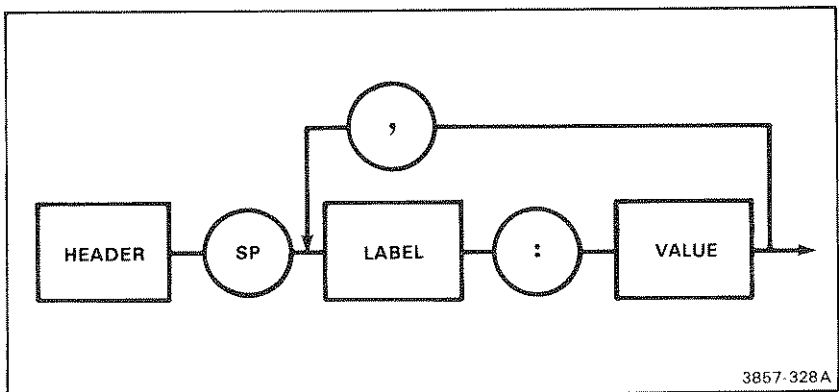 ,
HEADER
SP
LABEL
:
VALUE
3857-328A